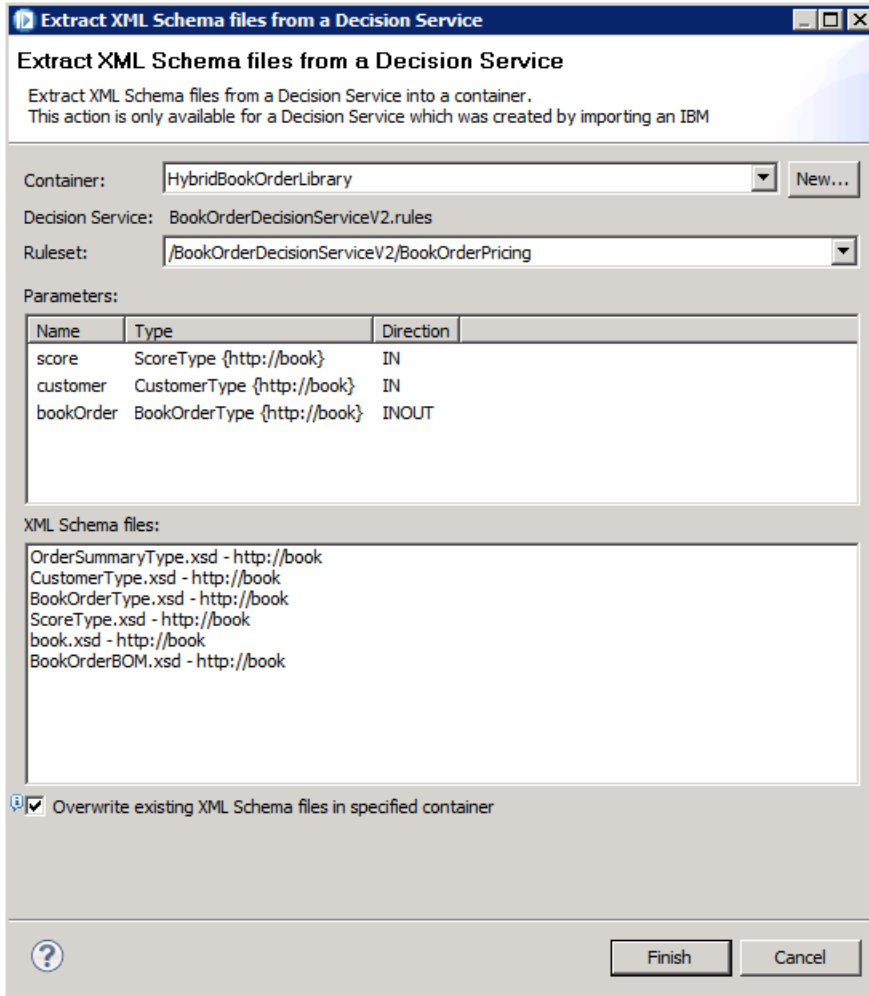 Extract XML Schema files from a Decision Service
Extract XML Schema files from a Decision Service
Extract XML Schema files from a Decision Service into a container.
This action is only available for a Decision Service which was created by importing an IBM
Container: HybridBookOrderLibrary New...
Decision Service: BookOrderDecisionServiceV2.rules
Ruleset: /BookOrderDecisionServiceV2/BookOrderPricing
Parameters:
Name Type Direction
score ScoreType {http://book} IN
customer CustomerType {http://book} IN
bookOrder BookOrderType {http://book} INOUT
XML Schema files:
OrderSummaryType.xsd - http://book
CustomerType.xsd - http://book
BookOrderType.xsd - http://book
ScoreType.xsd - http://book
book.xsd - http://book
BookOrderBOM.xsd - http://book
Overwrite existing XML Schema files in specified container
? Finish Cancel